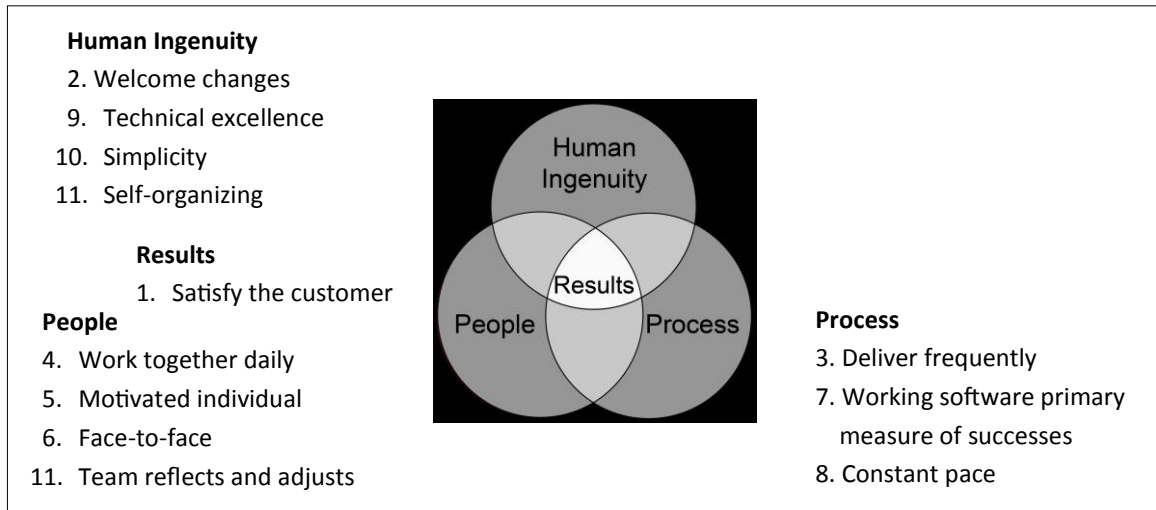 Human Ingenuity
2. Welcome changes
9. Technical excellence
10. Simplicity
11. Self-organizing
Results
1. Satisfy the customer
People
4. Work together daily
5. Motivated individual
6. Face-to-face
11. Team reflects and adjusts
Human
Ingenuity
Results
People
Process
Process
3. Deliver frequently
7. Working software primary
measure of successes
8. Constant pace